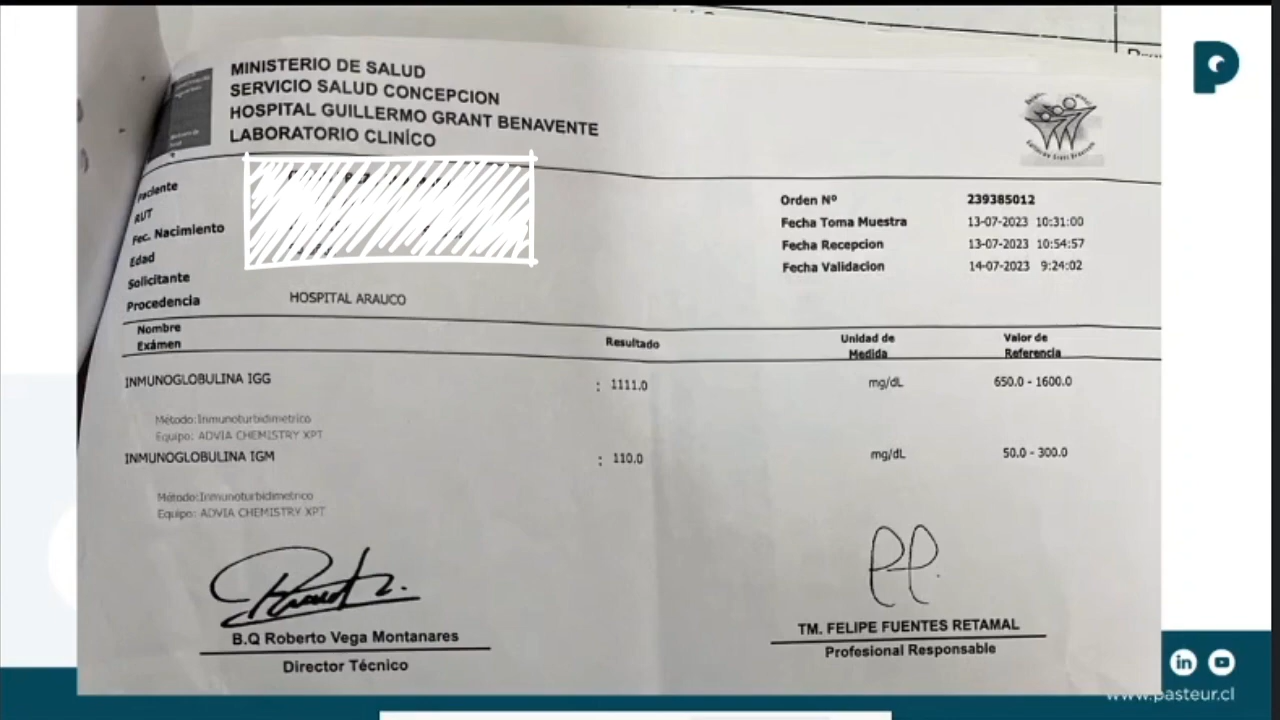 MINISTERIO DE SALUD
SERVICIO SALUD CONCEPCION
HOSPITAL GUILLERMO GRANT BENAVENTE
LABORATORIO CLINÍCO
Paciente
RUT
Fec. Nacimiento
Edad
Solicitante
Procedencia HOSPITAL ARAUCO
Orden Nº 239385012
Fecha Toma Muestra 13-07-2023 10:31:00
Fecha Recepcion 13-07-2023 10:54:57
Fecha Validacion 14-07-2023 9:24:02
Nombre Exámen Resultado Unidad de Medida Valor de Referencia
INMUNOGLOBULINA IGG : 1111.0 mg/dL 650.0 - 1600.0
Método:Inmunoturbidimetrico
Equipo: ADVIA CHEMISTRY XPT
INMUNOGLOBULINA IGM : 110.0 mg/dL 50.0 - 300.0
Método:Inmunoturbidimetrico
Equipo: ADVIA CHEMISTRY XPT
B.Q Roberto Vega Montanares
Director Técnico
TM. FELIPE FUENTES RETAMAL
Profesional Responsable
www.pasteur.cl